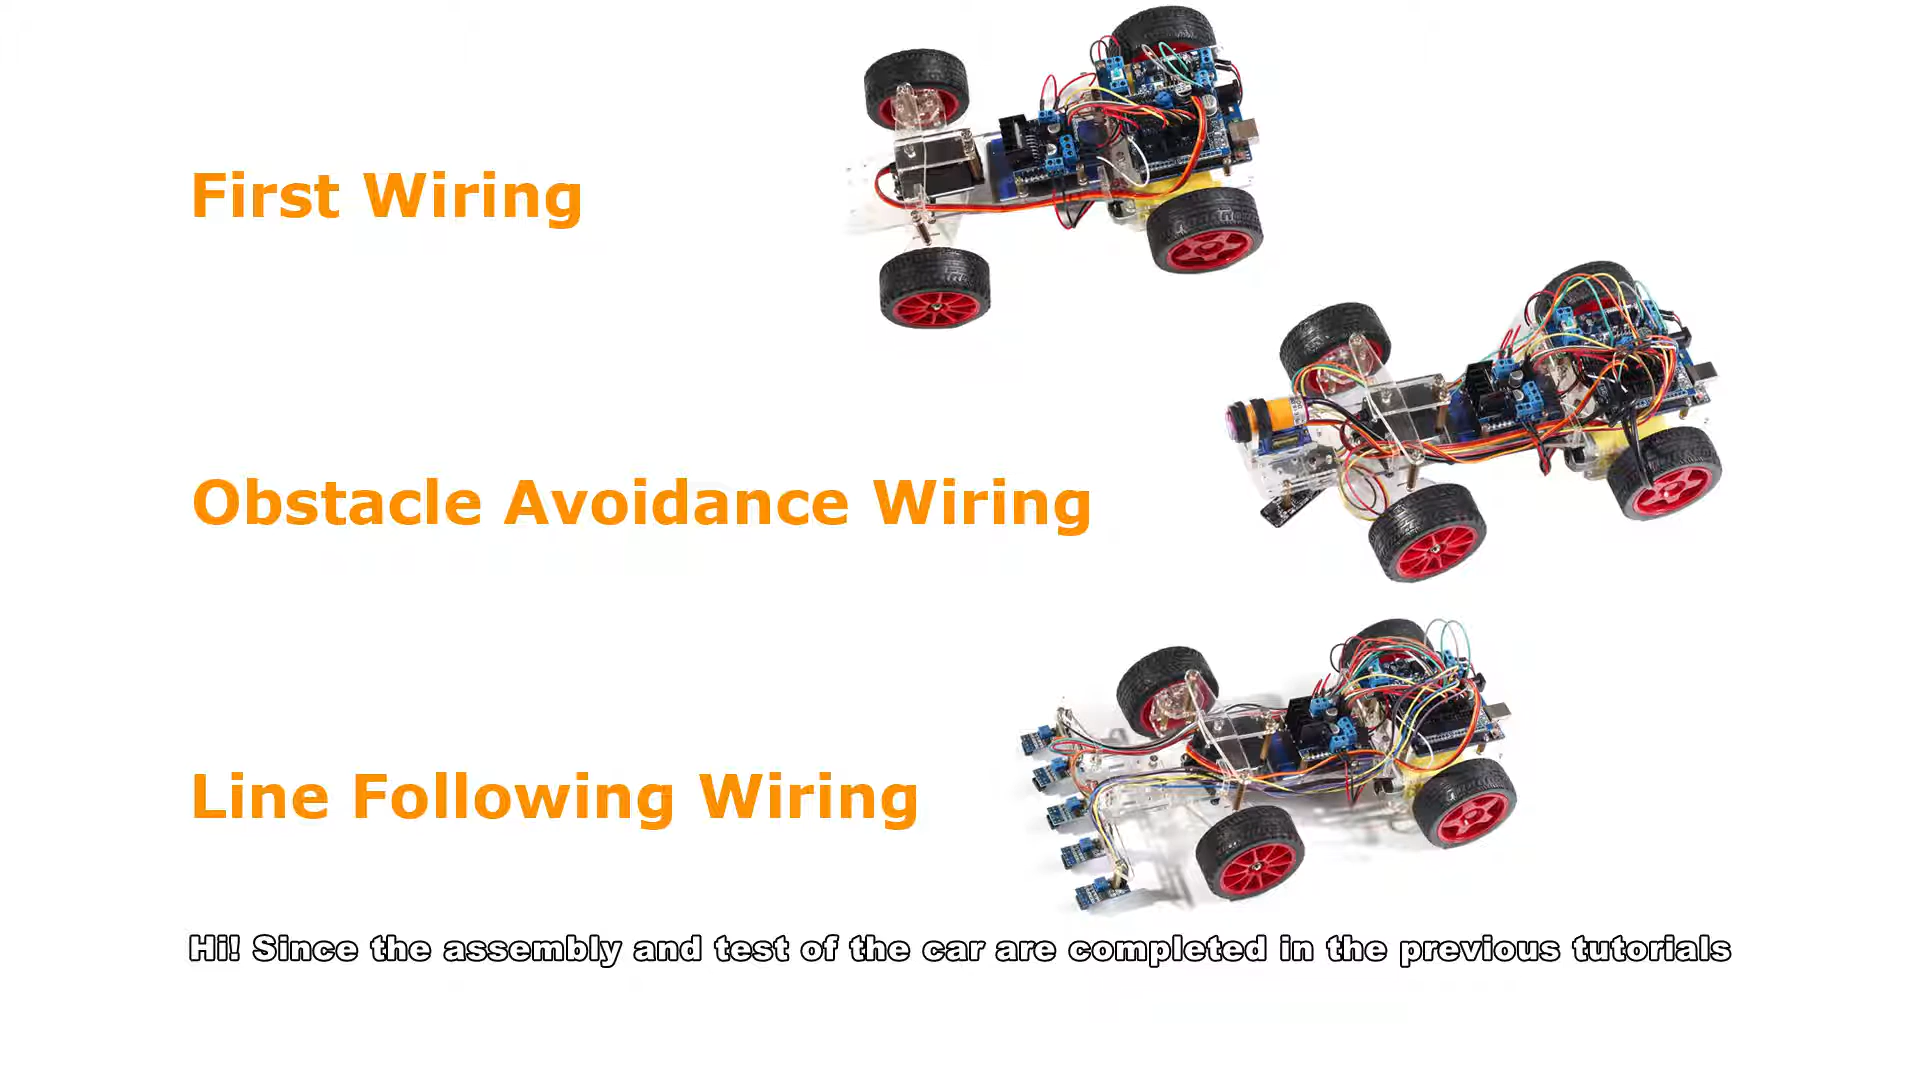 First Wiring
Obstacle Avoidance Wiring
Line Following Wiring
Hi! Since the assembly and test of the car are completed in the previous tutorials